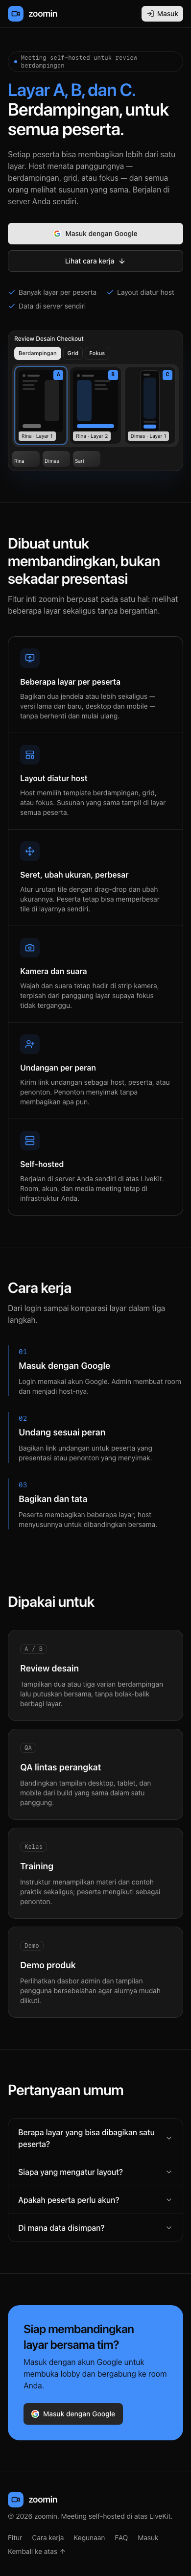 zoomin
Masuk
Meeting self-hosted untuk review
berdampingan
Layar A, B, dan C.
Berdampingan, untuk
semua peserta.
Setiap peserta bisa membagikan lebih dari satu
layar. Host menata panggungnya —
berdampingan, grid, atau fokus — dan semua
orang melihat susunan yang sama. Berjalan di
server Anda sendiri.
Masuk dengan Google
Lihat cara kerja
Banyak layar per peserta
Layout diatur host
Data di server sendiri
Review Desain Checkout
Berdampingan
Grid
Fokus
A
B
C
Rina · Layar 1
Rina · Layar 2
Dimas · Layar 1
Rina
Dimas
Sari
Dibuat untuk
membandingkan, bukan
sekadar presentasi
Fitur inti zoomin berpusat pada satu hal: melihat
beberapa layar sekaligus tanpa bergantian.
Beberapa layar per peserta
Bagikan dua jendela atau lebih sekaligus —
versi lama dan baru, desktop dan mobile —
tanpa berhenti dan mulai ulang.
Layout diatur host
Host memilih template berdampingan, grid,
atau fokus. Susunan yang sama tampil di layar
semua peserta.
Seret, ubah ukuran, perbesar
Atur urutan tile dengan drag-drop dan ubah
ukurannya. Peserta tetap bisa memperbesar
tile di layarnya sendiri.
Kamera dan suara
Wajah dan suara tetap hadir di strip kamera,
terpisah dari panggung layar supaya fokus
tidak terganggu.
Undangan per peran
Kirim link undangan sebagai host, peserta, atau
penonton. Penonton menyimak tanpa
membagikan apa pun.
Self-hosted
Berjalan di server Anda sendiri di atas LiveKit.
Room, akun, dan media meeting tetap di
infrastruktur Anda.
Cara kerja
Dari login sampai komparasi layar dalam tiga
langkah.
01
Masuk dengan Google
Login memakai akun Google. Admin membuat room
dan menjadi host-nya.
02
Undang sesuai peran
Bagikan link undangan untuk peserta yang
presentasi atau penonton yang menyimak.
03
Bagikan dan tata
Peserta membagikan beberapa layar; host
menyusunnya untuk dibandingkan bersama.
Dipakai untuk
A / B
Review desain
Tampilkan dua atau tiga varian berdampingan
lalu putuskan bersama, tanpa bolak-balik
berbagi layar.
QA
QA lintas perangkat
Bandingkan tampilan desktop, tablet, dan
mobile dari build yang sama dalam satu
panggung.
Kelas
Training
Instruktur menampilkan materi dan contoh
praktik sekaligus; peserta mengikuti sebagai
penonton.
Demo
Demo produk
Perlihatkan dasbor admin dan tampilan
pengguna bersebelahan agar alurnya mudah
diikuti.
Pertanyaan umum
Berapa layar yang bisa dibagikan satu
peserta?
Siapa yang mengatur layout?
Apakah peserta perlu akun?
Di mana data disimpan?
Siap membandingkan
layar bersama tim?
Masuk dengan akun Google untuk
membuka lobby dan bergabung ke room
Anda.
Masuk dengan Google
zoomin
© 2026 zoomin. Meeting self-hosted di atas LiveKit.
Fitur
Cara kerja
Kegunaan
FAQ
Masuk
Kembali ke atas